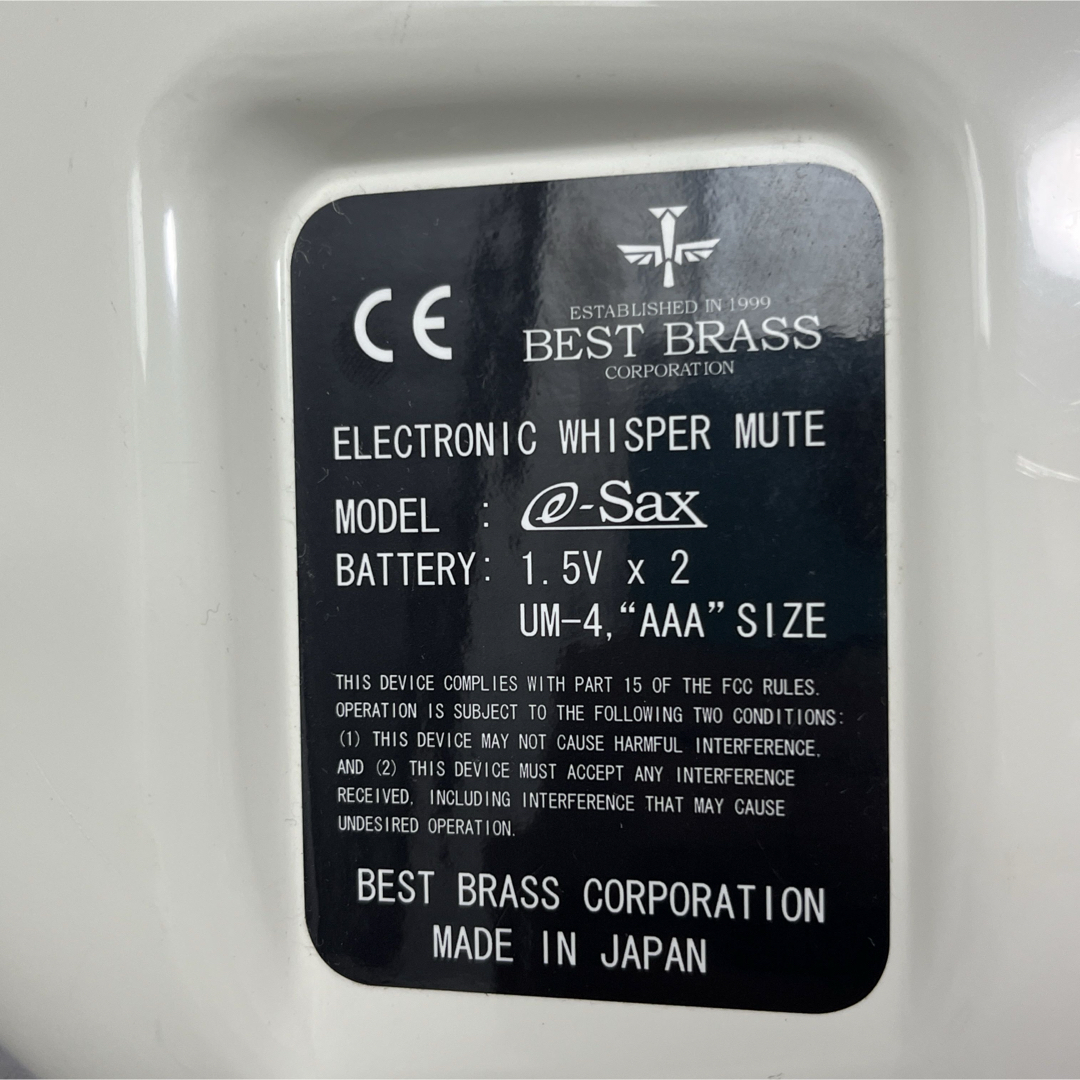 CE
ESTABLISHED IN 1999
BEST BRASS
CORPORATION
ELECTRONIC WHISPER MUTE
MODEL : e-Sax
BATTERY: 1.5V x 2
UM-4, “AAA” SIZE
THIS DEVICE COMPLIES WITH PART 15 OF THE FCC RULES.
OPERATION IS SUBJECT TO THE FOLLOWING TWO CONDITIONS:
(1) THIS DEVICE MAY NOT CAUSE HARMFUL INTERFERENCE,
AND (2) THIS DEVICE MUST ACCEPT ANY INTERFERENCE
RECEIVED, INCLUDING INTERFERENCE THAT MAY CAUSE
UNDESIRED OPERATION.
BEST BRASS CORPORATION
MADE IN JAPAN